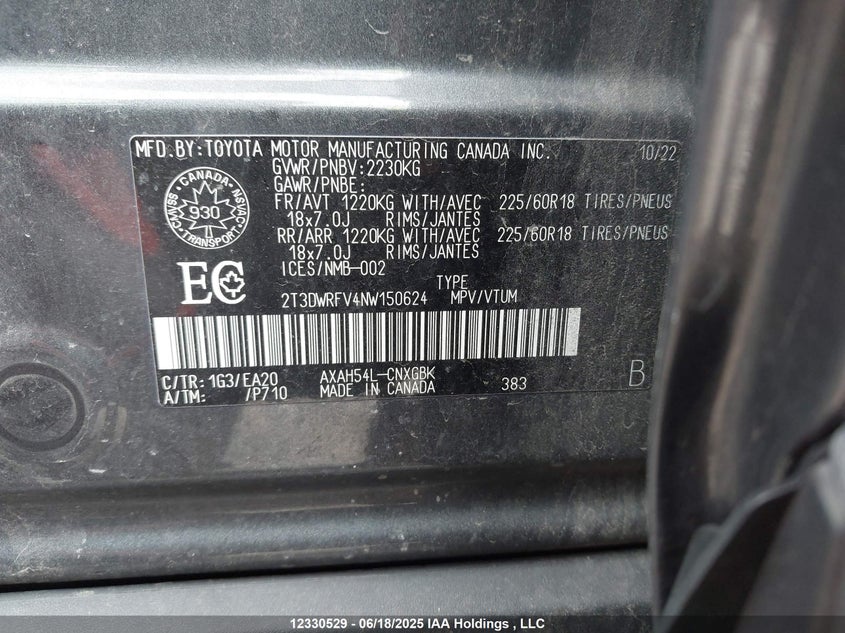 MFD.BY:TOYOTA MOTOR MANUFACTURING CANADA INC. 10/22
GVWR/PNBV:2230KG
GAWR/PNBE:
FR/AVT 1220KG WITH/AVEC 225/60R18 TIRES/PNEUS
18x7.0J RIMS/JANTES
RR/ARR 1220KG WITH/AVEC 225/60R18 TIRES/PNEUS
18x7.0J RIMS/JANTES
ICES/NMB-002
CANADA
CMVSS
930
NSVAC
TRANSPORT
EC
TYPE
2T3DWRFV4NW150624 MPV/VTUM
C/TR: 1G3/EA20 AXAH54L-CNXGBK 383 B
A/TM: /P710 MADE IN CANADA
12330529 - 06/18/2025 IAA Holdings , LLC